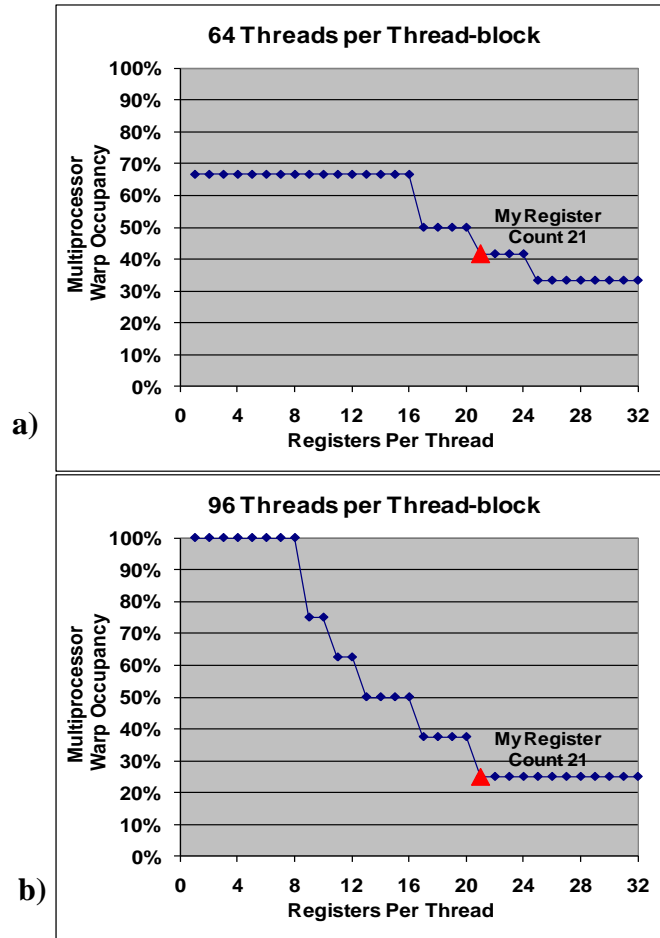 64 Threads per Thread-block
100%
90%
80%
70%
60%
50%
40%
30%
20%
10%
0%
Multiprocessor
Warp Occupancy
My Register
Count 21
0 4 8 12 16 20 24 28 32
Registers Per Thread
a)
96 Threads per Thread-block
100%
90%
80%
70%
60%
50%
40%
30%
20%
10%
0%
Multiprocessor
Warp Occupancy
My Register
Count 21
0 4 8 12 16 20 24 28 32
Registers Per Thread
b)